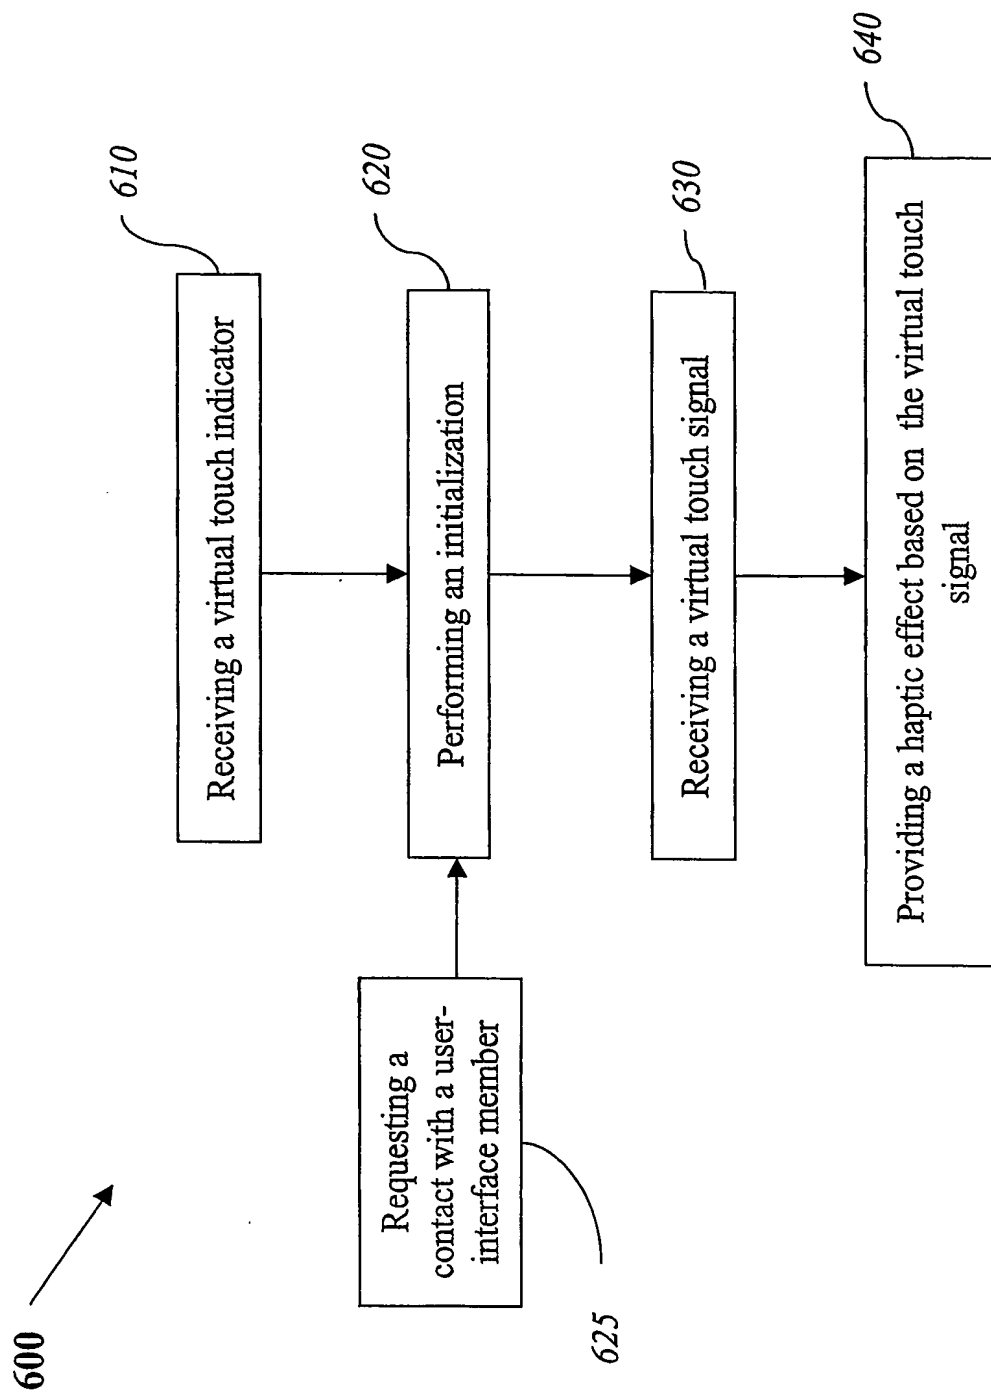 600
610
Receiving a virtual touch indicator
620
Performing an initialization
Requesting a
contact with a user-
interface member
625
630
Receiving a virtual touch signal
640
Providing a haptic effect based on the virtual touch
signal